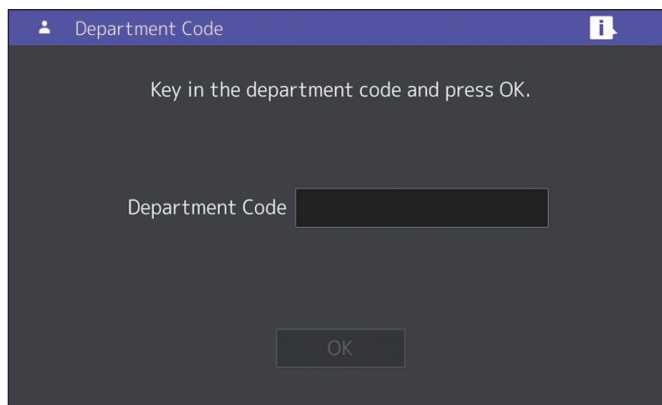 Department Code
Key in the department code and press OK.
Department Code
OK